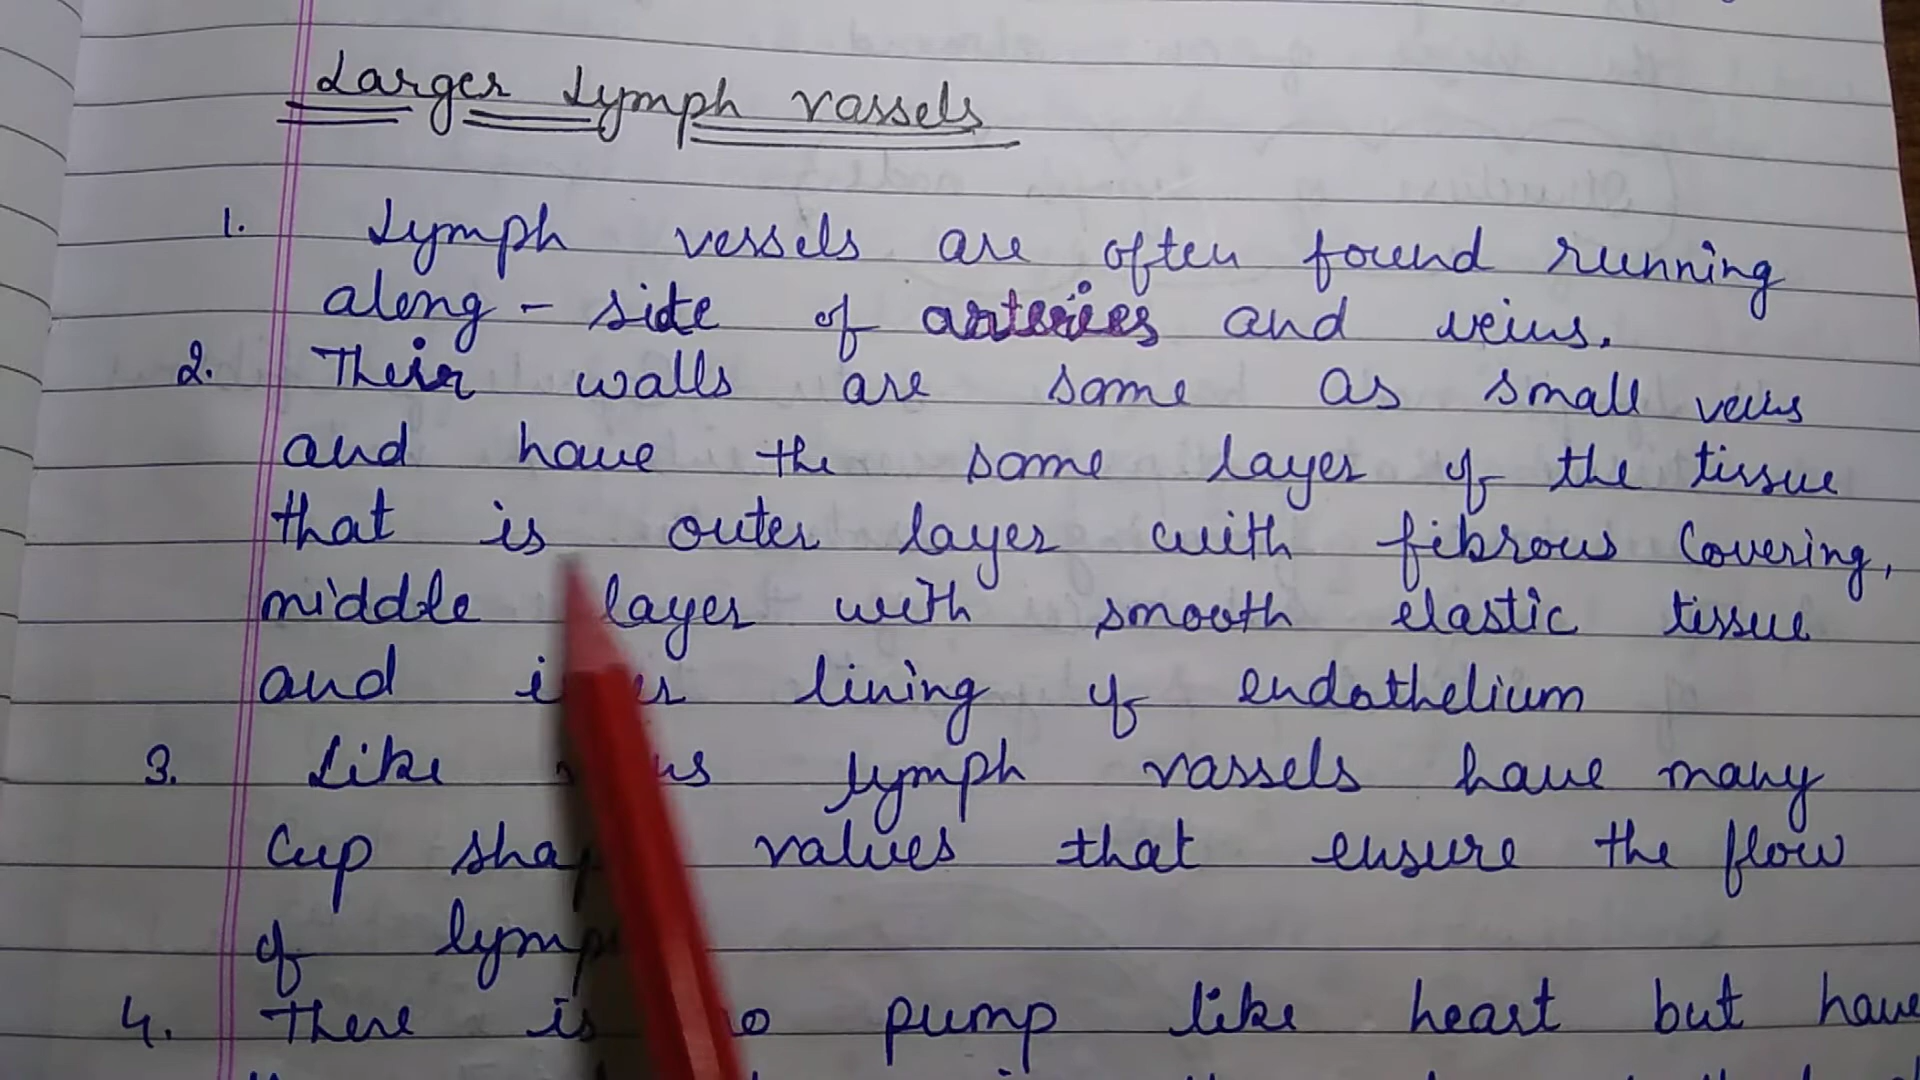 Larger Lymph vassels
1. Lymph vessels are often found running
along - side of arteries and veins.
2. Their walls are same as small veins
and have the same layer of the tissue
that is outer layer with fibrous Covering,
middle layer with smooth elastic tissue
and lining of endothelium
3. Like lymph vassels have many
Cup valves that ensure the flow
of
4. There is pump like heart but have